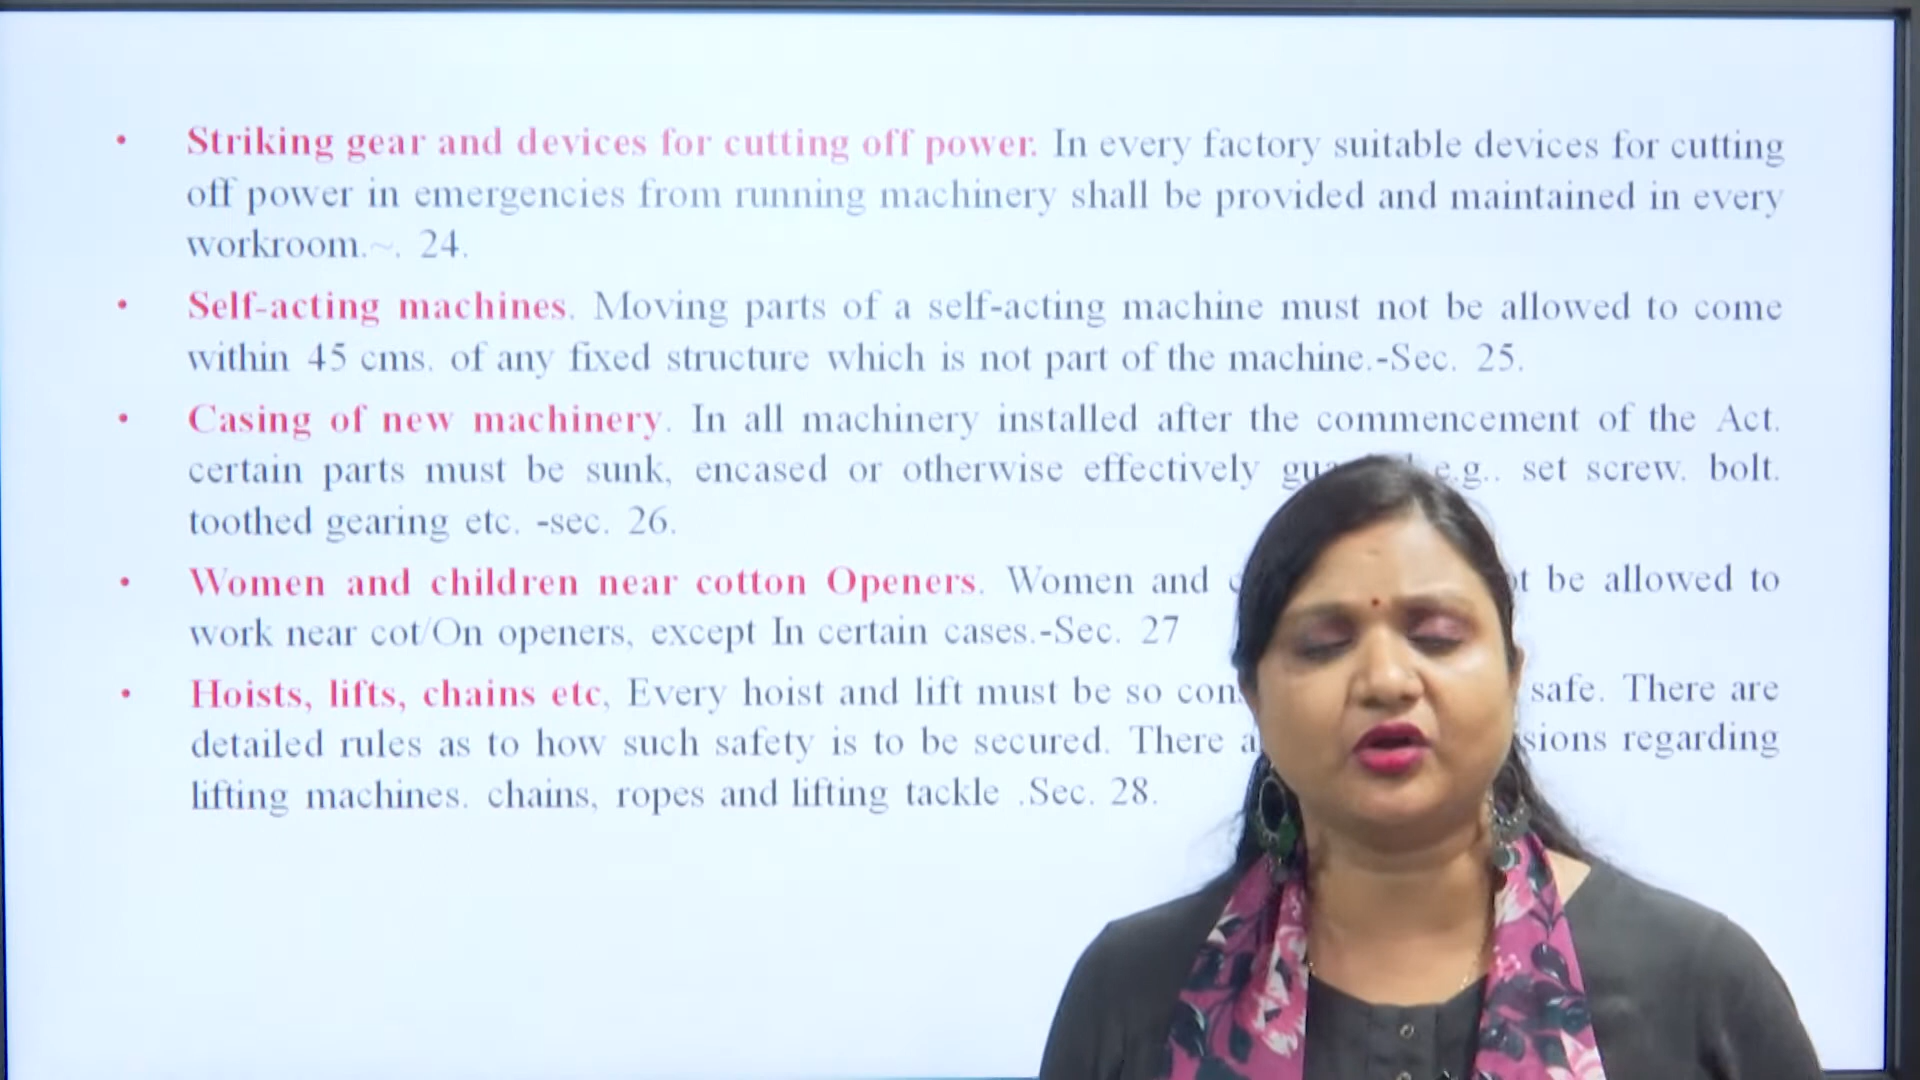 • Striking gear and devices for cutting off power. In every factory suitable devices for cutting
off power in emergencies from running machinery shall be provided and maintained in every
workroom.~. 24.
• Self-acting machines. Moving parts of a self-acting machine must not be allowed to come
within 45 cms. of any fixed structure which is not part of the machine.-Sec. 25.
• Casing of new machinery. In all machinery installed after the commencement of the Act.
certain parts must be sunk, encased or otherwise effectively e.g.. set screw. bolt.
toothed gearing etc. -sec. 26.
• Women and children near cotton Openers. Women and be allowed to
work near cot/On openers, except In certain cases.-Sec. 27
• Hoists, lifts, chains etc, Every hoist and lift must be so safe. There are
detailed rules as to how such safety is to be secured. There regarding
lifting machines. chains, ropes and lifting tackle .Sec. 28.